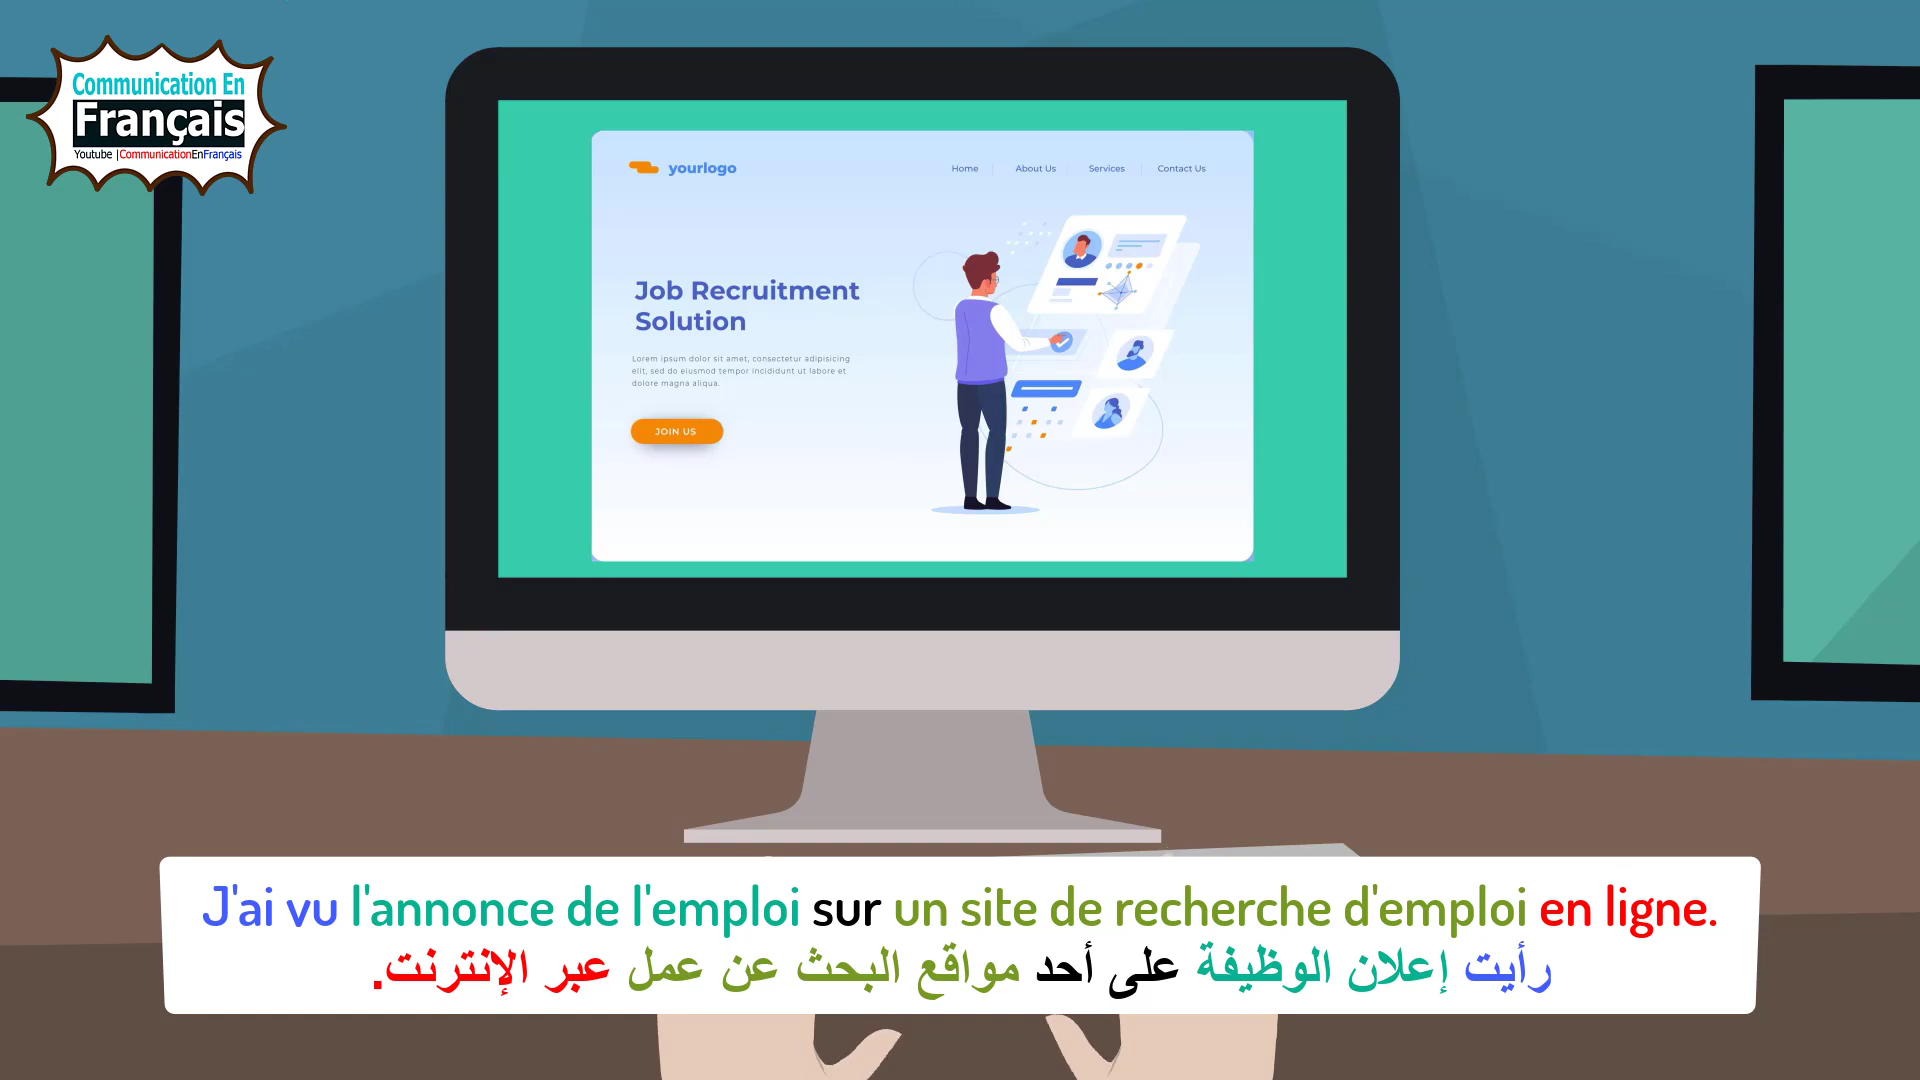 Communication En
Français
Youtube |CommunicationEnFrançais
yourlogo
Home
About Us
Services
Contact Us
Job Recruitment
Solution
Lorem ipsum dolor sit amet, consectetur adipisicing
elit, sed do eiusmod tempor incididunt ut labore et
dolore magna aliqua.
JOIN US
J'ai vu l'annonce de l'emploi sur un site de recherche d'emploi en ligne.
رأيت إعلان الوظيفة على أحد مواقع البحث عن عمل عبر الإنترنت.